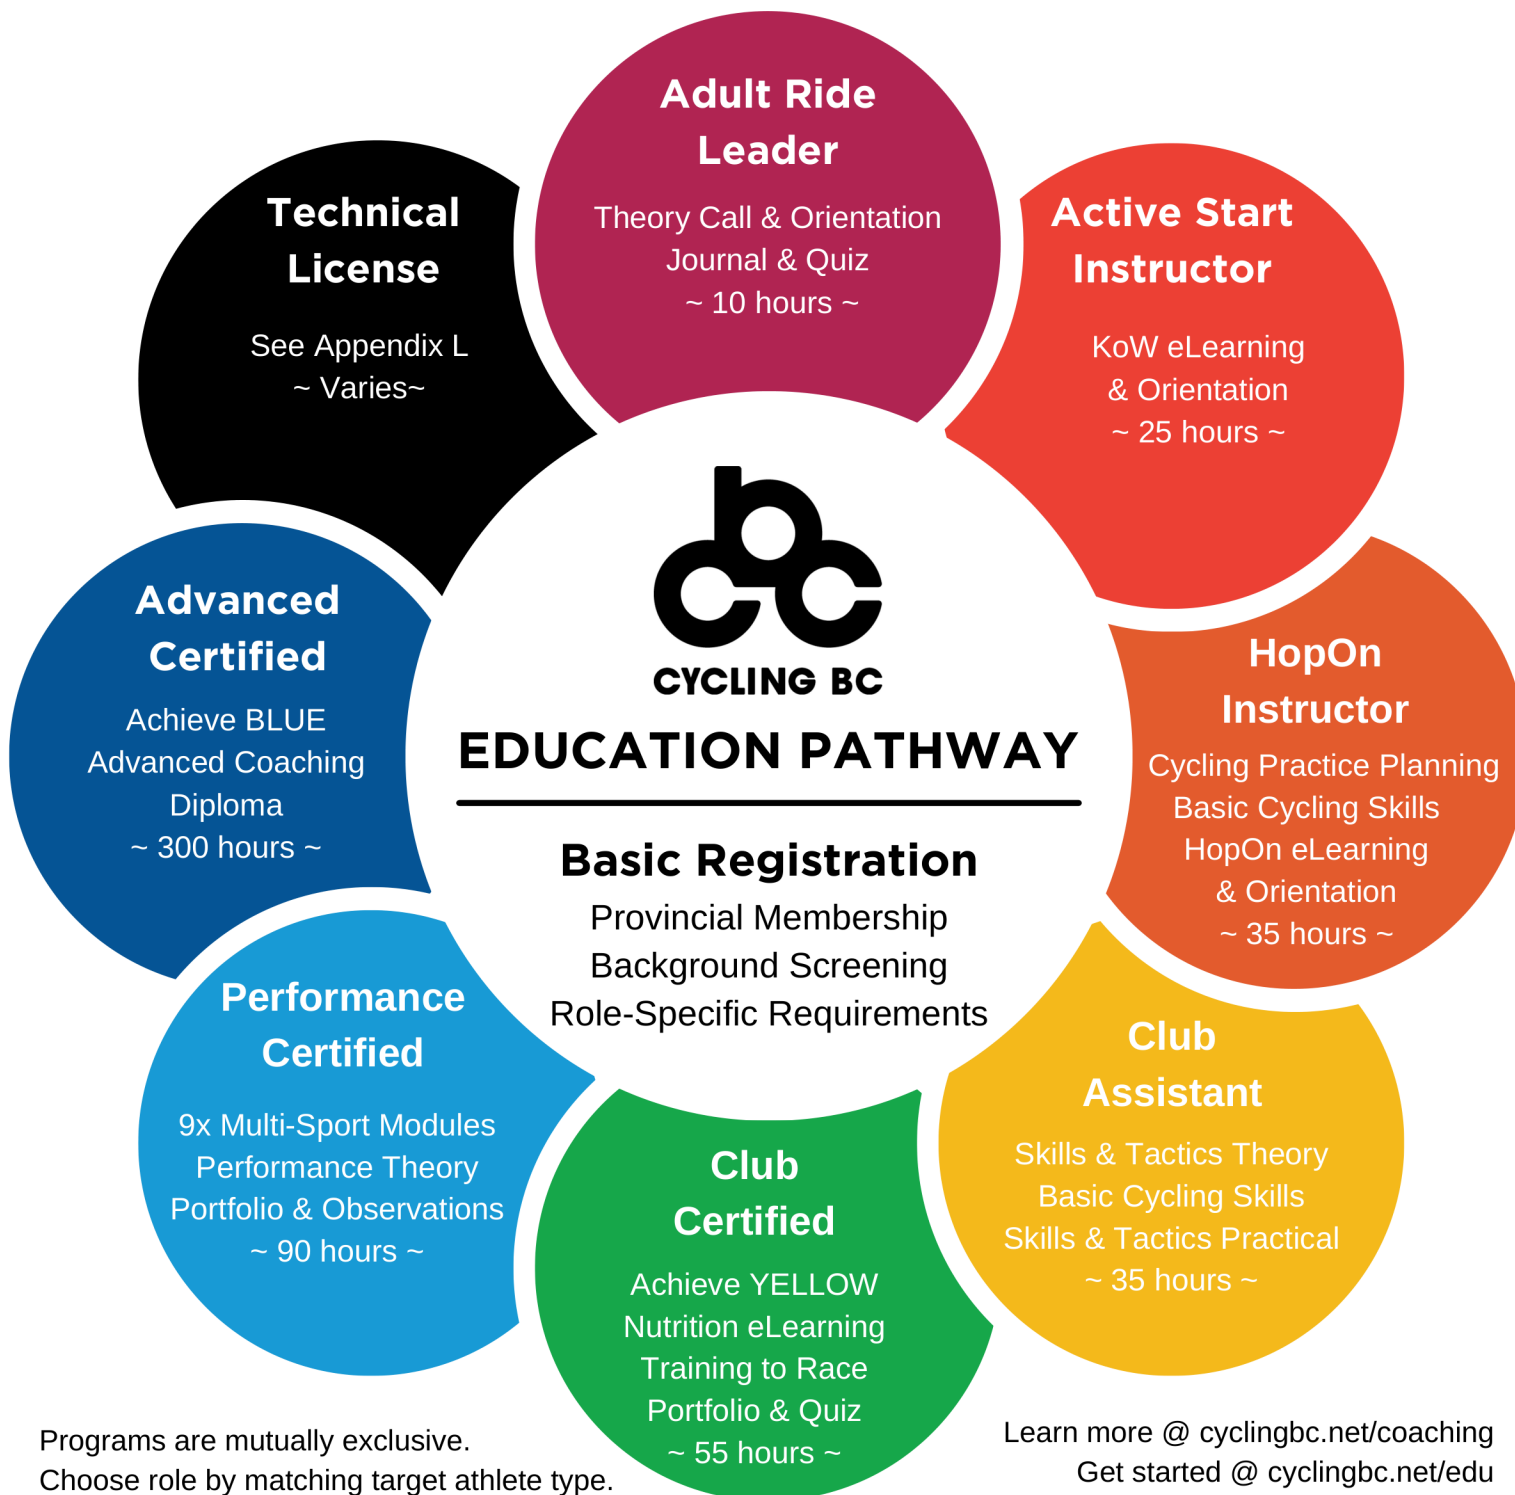 Adult Ride
Leader
Theory Call & Orientation
Journal & Quiz
~ 10 hours ~
Active Start
Instructor
KoW eLearning
& Orientation
~ 25 hours ~
HopOn
Instructor
Cycling Practice Planning
Basic Cycling Skills
HopOn eLearning
& Orientation
~ 35 hours ~
Club
Assistant
Skills & Tactics Theory
Basic Cycling Skills
Skills & Tactics Practical
~ 35 hours ~
Club
Certified
Achieve YELLOW
Nutrition eLearning
Training to Race
Portfolio & Quiz
~ 55 hours ~
Performance
Certified
9x Multi-Sport Modules
Performance Theory
Portfolio & Observations
~ 90 hours ~
Advanced
Certified
Achieve BLUE
Advanced Coaching
Diploma
~ 300 hours ~
Technical
License
See Appendix L
~ Varies~
cbc
CYCLING BC
EDUCATION PATHWAY
Basic Registration
Provincial Membership
Background Screening
Role-Specific Requirements
Programs are mutually exclusive.
Choose role by matching target athlete type.
Learn more @ cyclingbc.net/coaching
Get started @ cyclingbc.net/edu